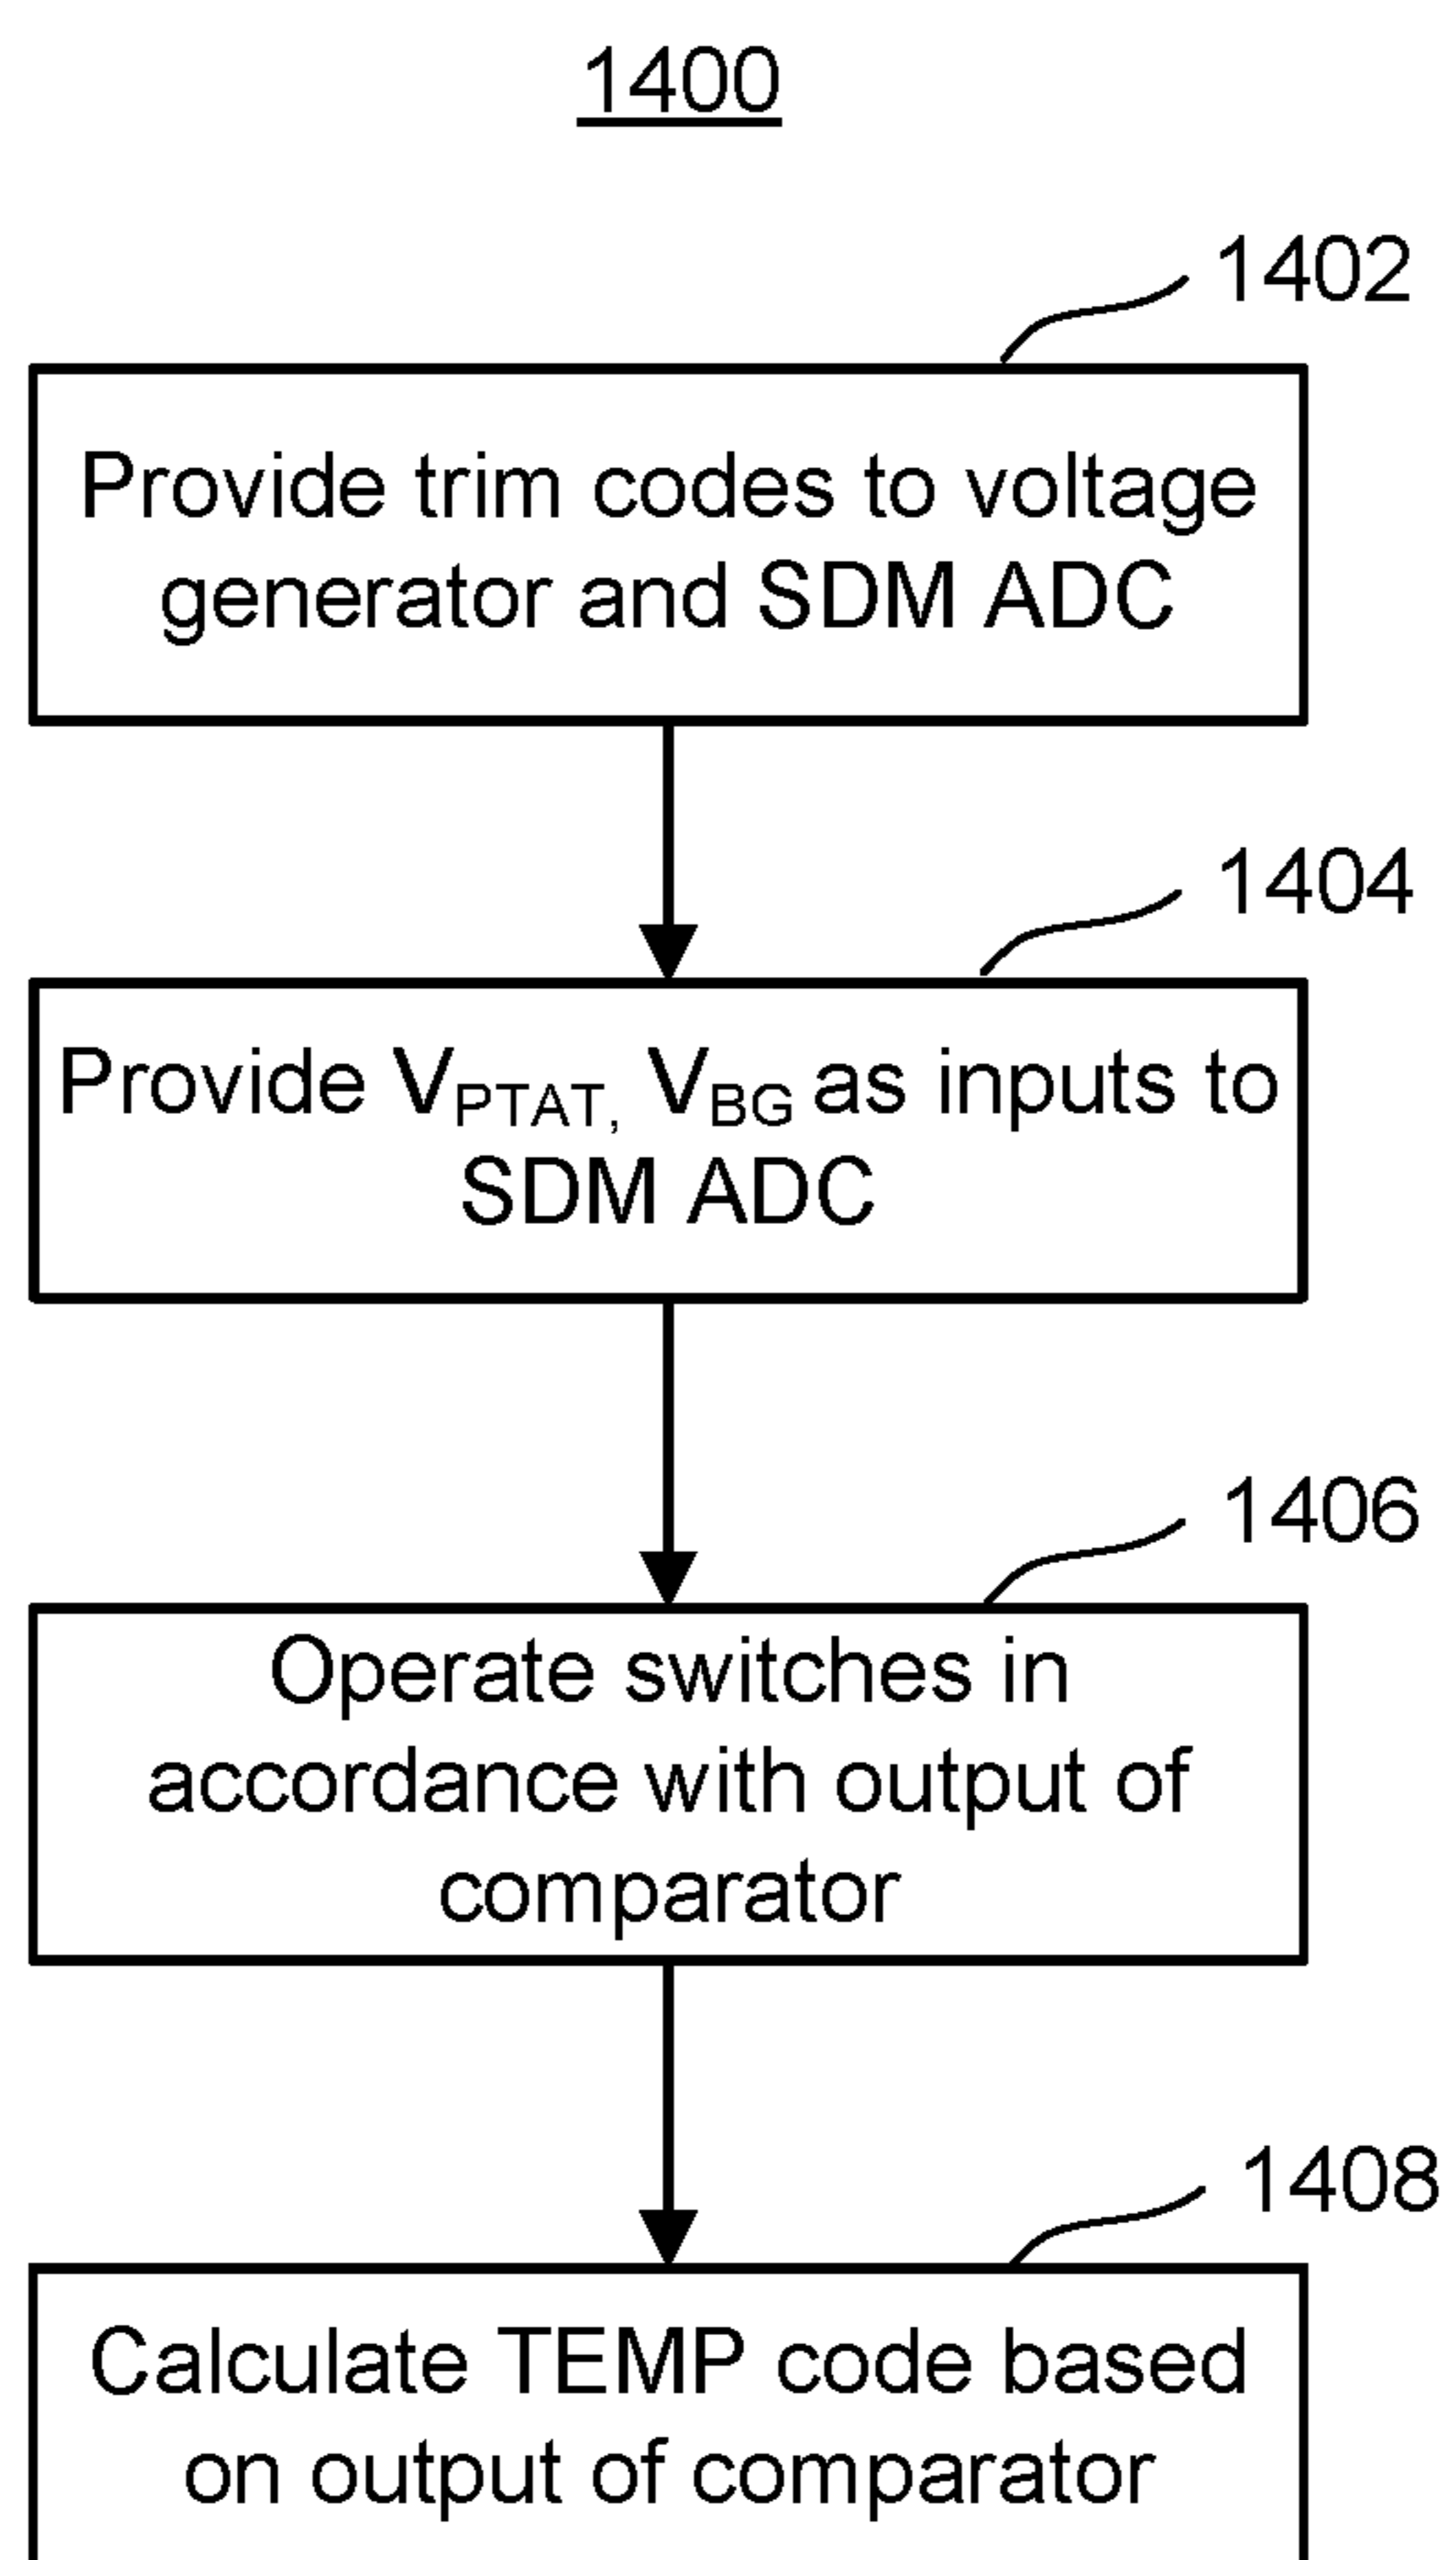 1400
1402
Provide trim codes to voltage
generator and SDM ADC
1404
Provide VPTAT, VBG as inputs to
SDM ADC
1406
Operate switches in
accordance with output of
comparator
1408
Calculate TEMP code based
on output of comparator